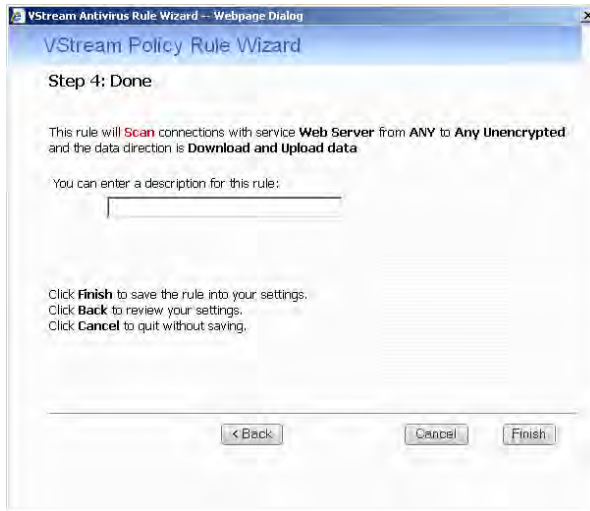 VStream Antivirus Rule Wizard -- Webpage Dialog
VStream Policy Rule Wizard
Step 4: Done
This rule will Scan connections with service Web Server from ANY to Any Unencrypted
and the data direction is Download and Upload data
You can enter a description for this rule:
Click Finish to save the rule into your settings.
Click Back to review your settings.
Click Cancel to quit without saving.
< Back Cancel Finish